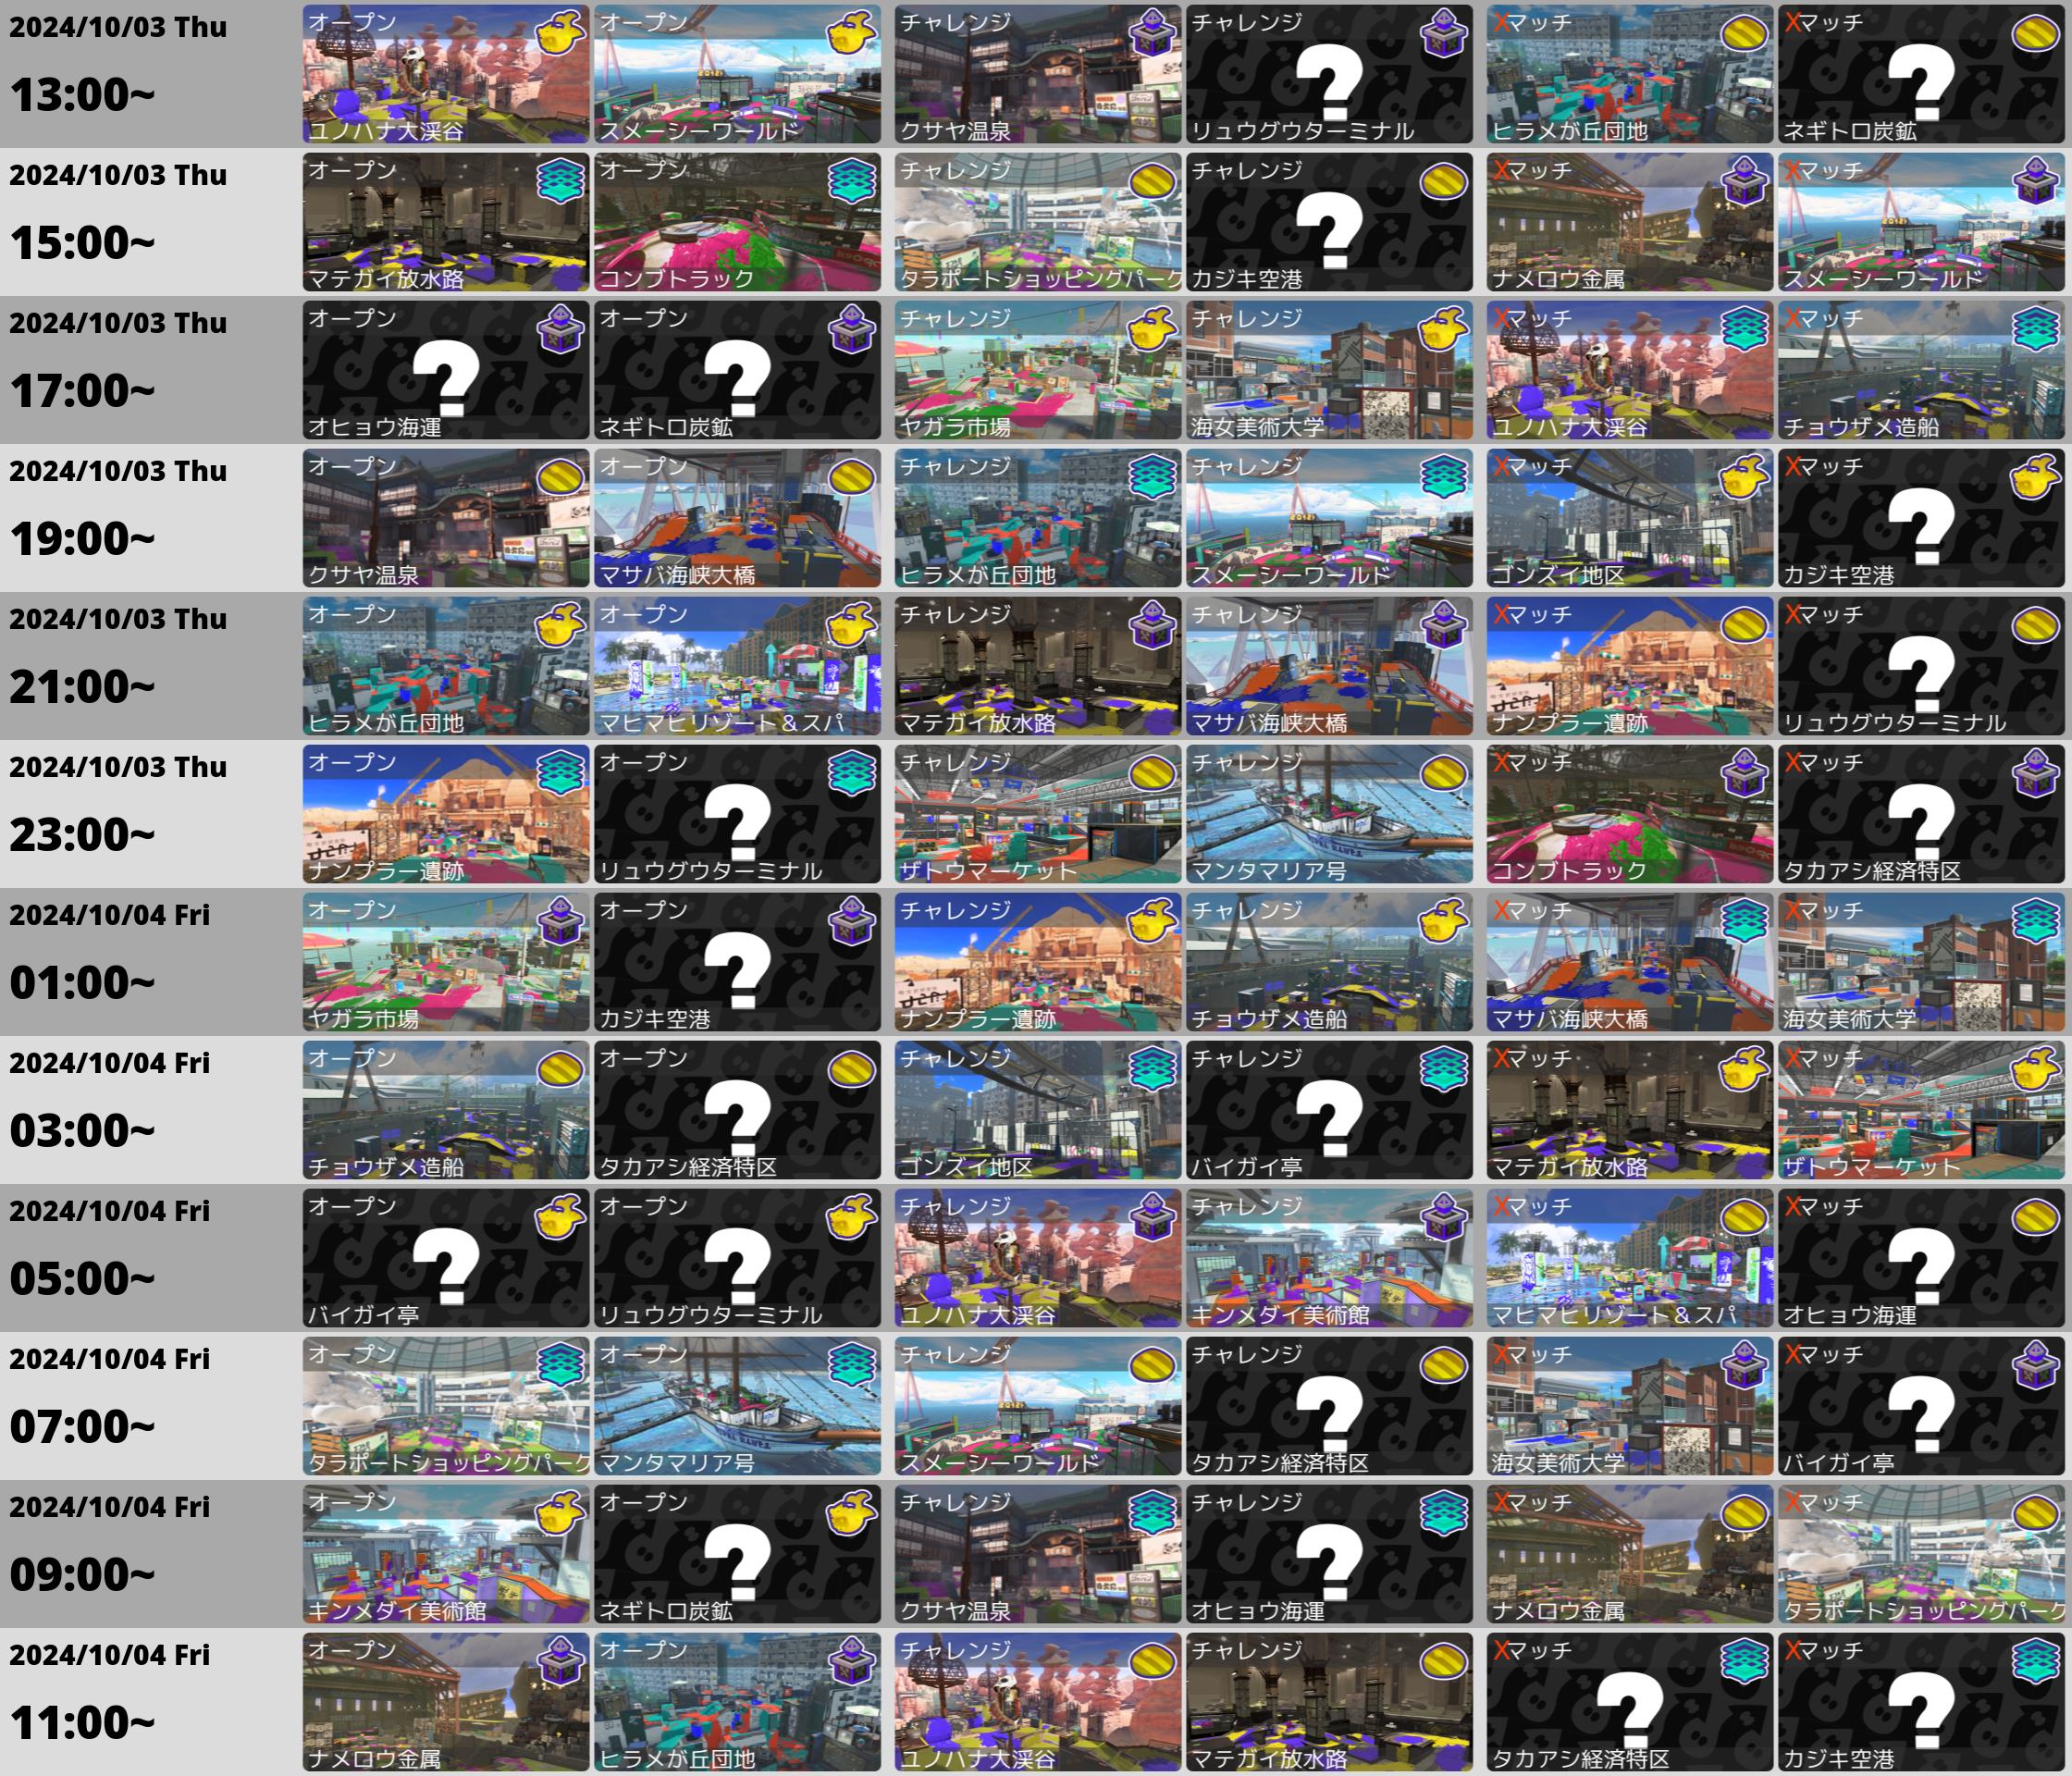 2024/10/03 Thu
13:00~
オープン
ユノハナ大渓谷
オープン
スメーシーワールド
チャレンジ
クサヤ温泉
チャレンジ
リュウグウターミナル
Xマッチ
ヒラメが丘団地
Xマッチ
ネギトロ炭鉱
2024/10/03 Thu
15:00~
オープン
マテガイ放水路
オープン
コンブトラック
チャレンジ
タラポートショッピングパーク
チャレンジ
カジキ空港
Xマッチ
ナメロウ金属
Xマッチ
スメーシーワールド
2024/10/03 Thu
17:00~
オープン
オヒョウ海運
オープン
ネギトロ炭鉱
チャレンジ
ヤガラ市場
チャレンジ
海女美術大学
Xマッチ
ユノハナ大渓谷
Xマッチ
チョウザメ造船
2024/10/03 Thu
19:00~
オープン
クサヤ温泉
オープン
マサバ海峡大橋
チャレンジ
ヒラメが丘団地
チャレンジ
スメーシーワールド
Xマッチ
ゴンズイ地区
Xマッチ
カジキ空港
2024/10/03 Thu
21:00~
オープン
ヒラメが丘団地
オープン
マヒマヒリゾート＆スパ
チャレンジ
マテガイ放水路
チャレンジ
マサバ海峡大橋
Xマッチ
ナンプラー遺跡
Xマッチ
リュウグウターミナル
2024/10/03 Thu
23:00~
オープン
ナンプラー遺跡
オープン
リュウグウターミナル
チャレンジ
ザトウマーケット
チャレンジ
マンタマリア号
Xマッチ
コンブトラック
Xマッチ
タカアシ経済特区
2024/10/04 Fri
01:00~
オープン
ヤガラ市場
オープン
カジキ空港
チャレンジ
ナンプラー遺跡
チャレンジ
チョウザメ造船
Xマッチ
マサバ海峡大橋
Xマッチ
海女美術大学
2024/10/04 Fri
03:00~
オープン
チョウザメ造船
オープン
タカアシ経済特区
チャレンジ
ゴンズイ地区
チャレンジ
バイガイ亭
Xマッチ
マテガイ放水路
Xマッチ
ザトウマーケット
2024/10/04 Fri
05:00~
オープン
バイガイ亭
オープン
リュウグウターミナル
チャレンジ
ユノハナ大渓谷
チャレンジ
キンメダイ美術館
Xマッチ
マヒマヒリゾート＆スパ
Xマッチ
オヒョウ海運
2024/10/04 Fri
07:00~
オープン
タラポートショッピングパーク
オープン
マンタマリア号
チャレンジ
スメーシーワールド
チャレンジ
タカアシ経済特区
Xマッチ
海女美術大学
Xマッチ
バイガイ亭
2024/10/04 Fri
09:00~
オープン
キンメダイ美術館
オープン
ネギトロ炭鉱
チャレンジ
クサヤ温泉
チャレンジ
オヒョウ海運
Xマッチ
ナメロウ金属
Xマッチ
タラポートショッピングパーク
2024/10/04 Fri
11:00~
オープン
ナメロウ金属
オープン
ヒラメが丘団地
チャレンジ
ユノハナ大渓谷
チャレンジ
マテガイ放水路
Xマッチ
タカアシ経済特区
Xマッチ
カジキ空港